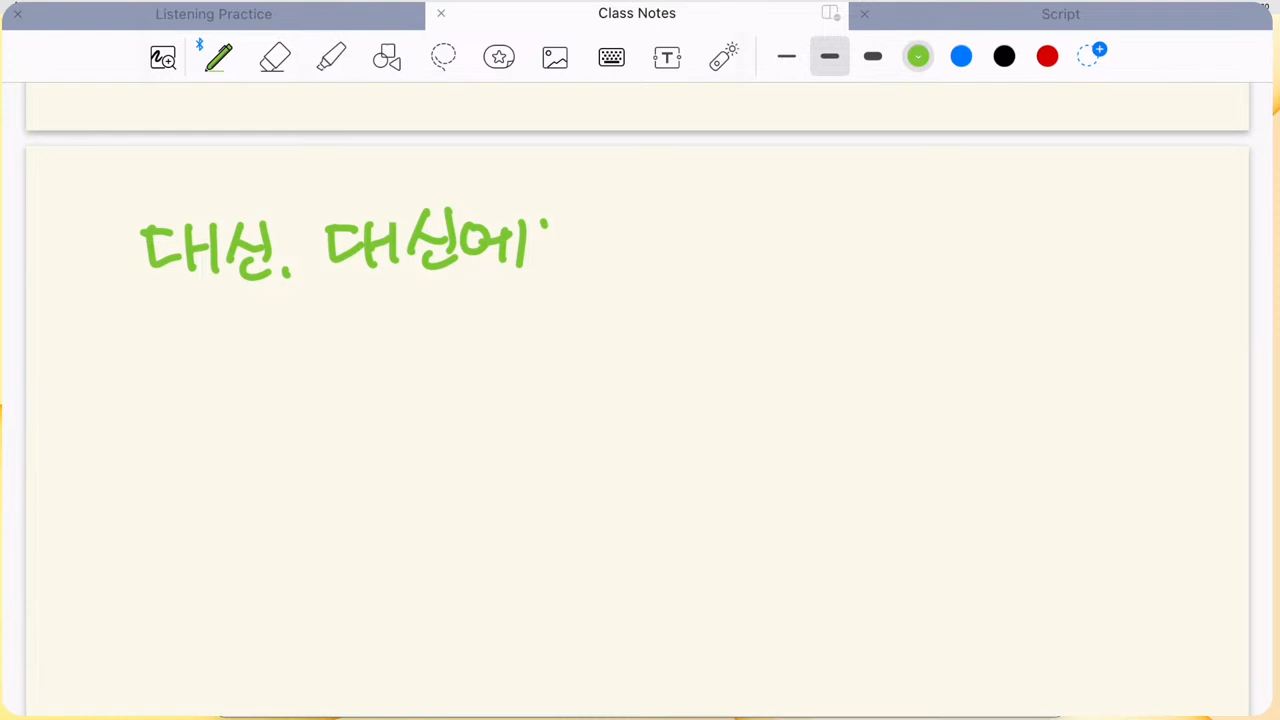 Listening Practice Class Notes Script
대신. 대신에